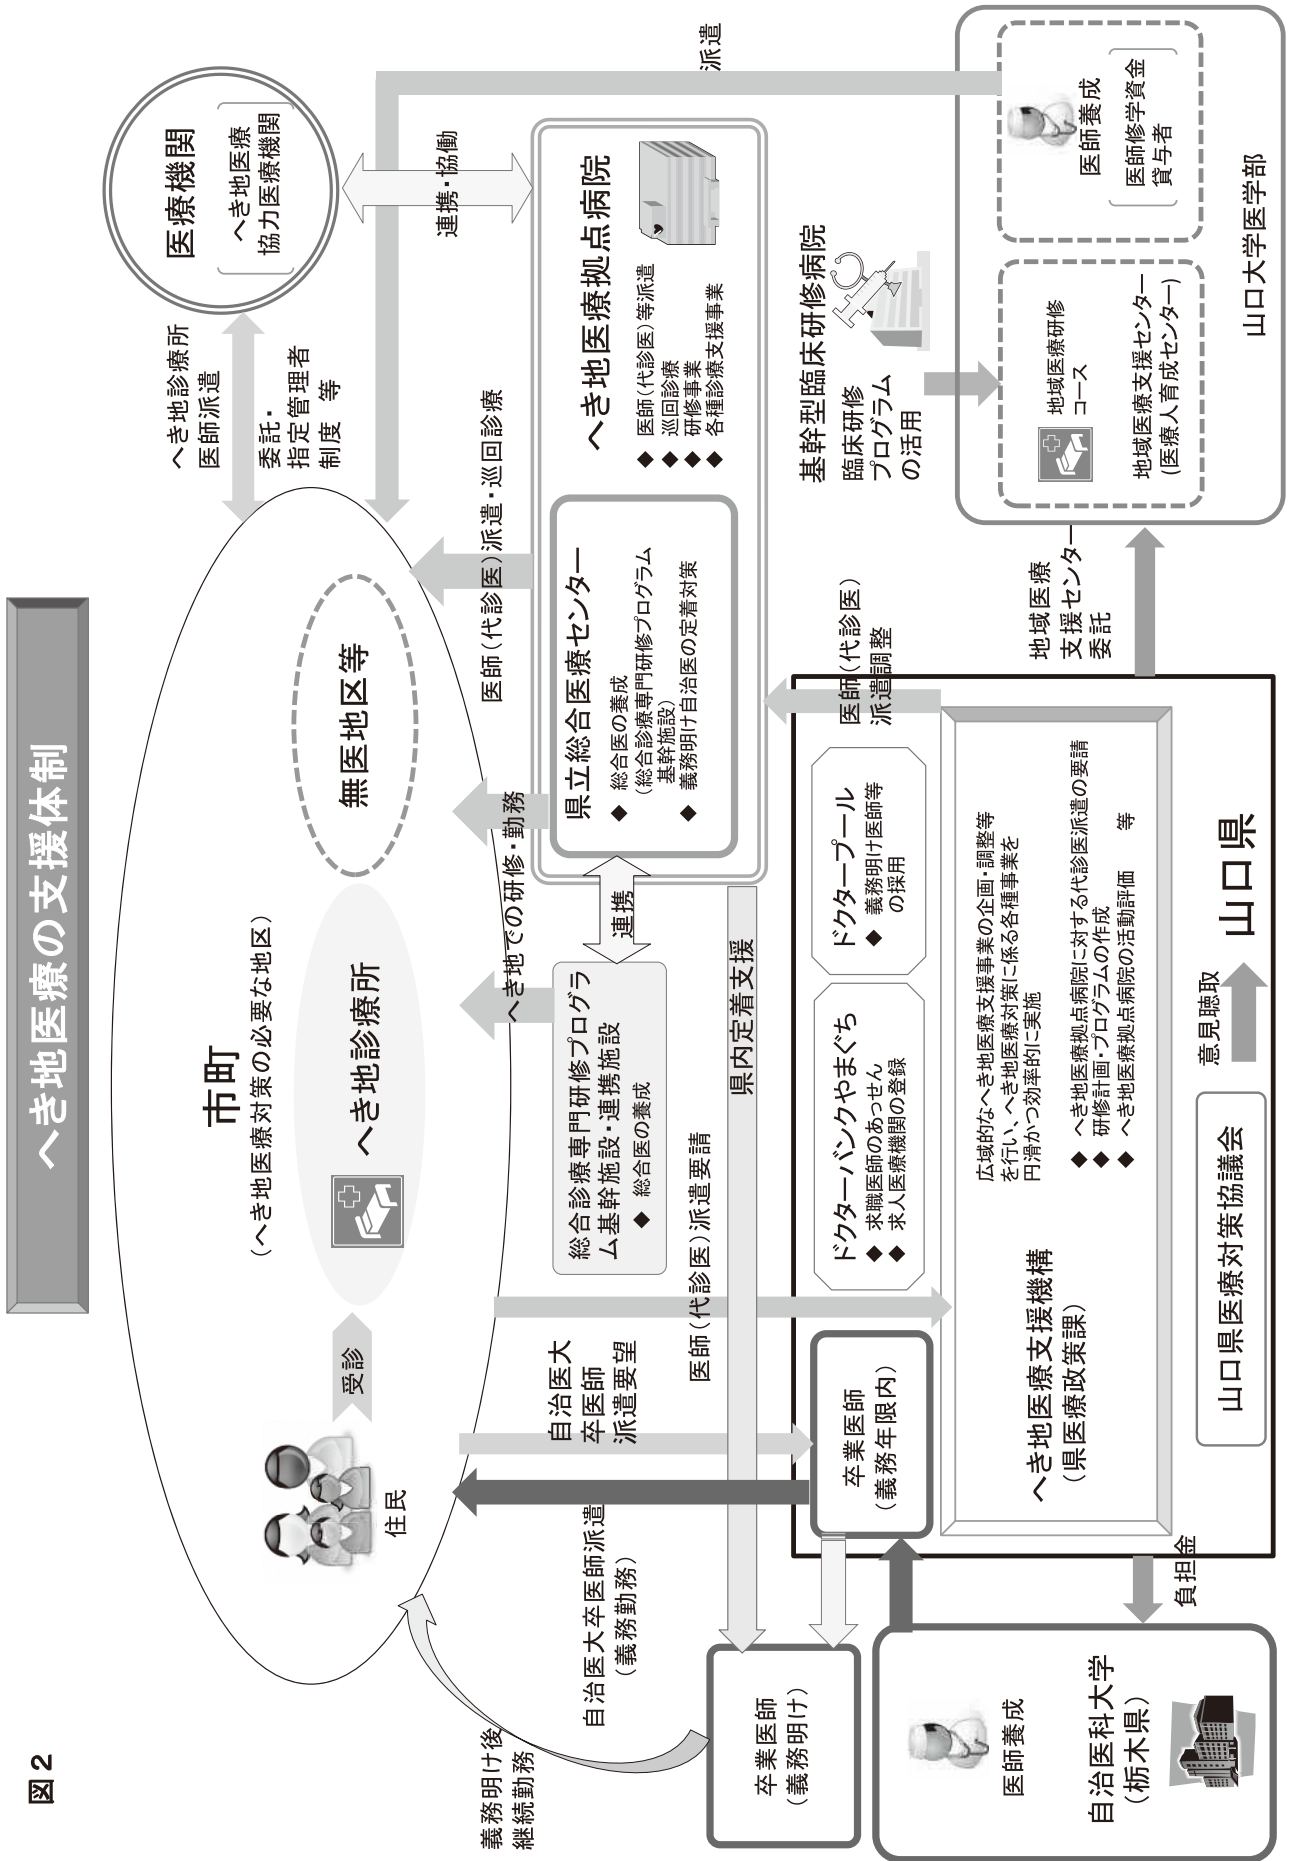 図2
へき地医療の支援体制
市町
(へき地医療対策の必要な地区)
住民
受診
へき地診療所
無医地区等
へき地診療所
医師派遣
委託・
指定管理者
制度 等
医療機関
へき地医療
協力医療機関
連携・協働
派遣
義務明け後
継続勤務
自治医大卒医師派遣
(義務勤務)
自治医大
卒医師
派遣要望
医師(代診医)派遣要請
へき地での研修・勤務
医師(代診医)派遣・巡回診療
総合診療専門研修プログラ
ム基幹施設・連携施設
◆ 総合医の養成
連携
県立総合医療センター
◆ 総合医の養成
(総合診療専門研修プログラム
基幹施設)
◆ 義務明け自治医の定着対策
へき地医療拠点病院
◆ 医師(代診医)等派遣
◆ 巡回診療
◆ 研修事業
◆ 各種診療支援事業
県内定着支援
卒業医師
(義務明け)
卒業医師
(義務年限内)
ドクターバンクやまぐち
◆ 求職医師のあっせん
◆ 求人医療機関の登録
ドクタープール
◆ 義務明け医師等
の採用
医師(代診医)
派遣調整
基幹型臨床研修病院
臨床研修
プログラム
の活用
へき地医療支援機構
(県医療政策課)
広域的なへき地医療支援事業の企画・調整等
を行い、へき地医療対策に係る各種事業を
円滑かつ効率的に実施
◆ へき地医療拠点病院に対する代診医派遣の要請
◆ 研修計画・プログラムの作成
◆ へき地医療拠点病院の活動評価 等
山口県医療対策協議会
意見聴取
山口県
負担金
医師養成
自治医科大学
(栃木県)
地域医療
支援センター
委託
地域医療研修
コース
地域医療支援センター
(医療人育成センター)
医師養成
医師修学資金
貸与者
山口大学医学部